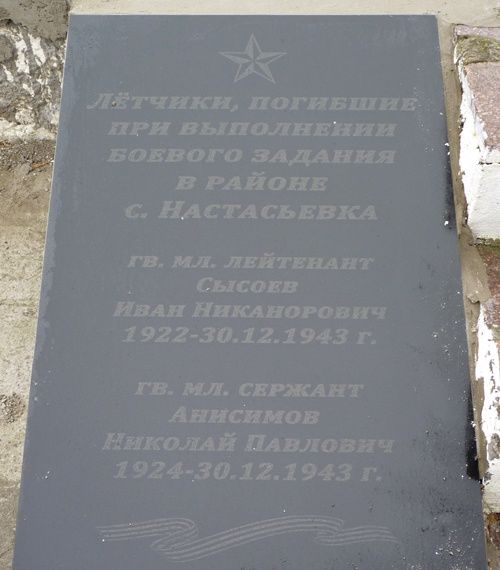 Лётчики, погибшие
при выполнении
боевого задания
в районе
с. Настасьевка
гв. мл. лейтенант
Сысоев
Иван Никанорович
1922-30.12.1943 г.
гв. мл. сержант
Анисимов
Николай Павлович
1924-30.12.1943 г.